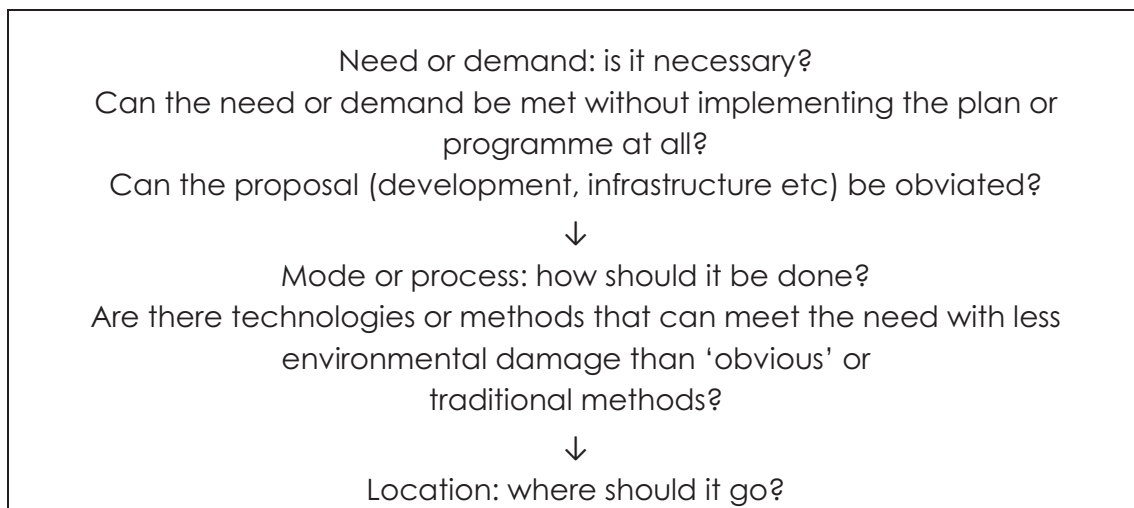 Need or demand: is it necessary?
Can the need or demand be met without implementing the plan or
programme at all?
Can the proposal (development, infrastructure etc) be obviated?
↓
Mode or process: how should it be done?
Are there technologies or methods that can meet the need with less
environmental damage than ‘obvious’ or
traditional methods?
↓
Location: where should it go?